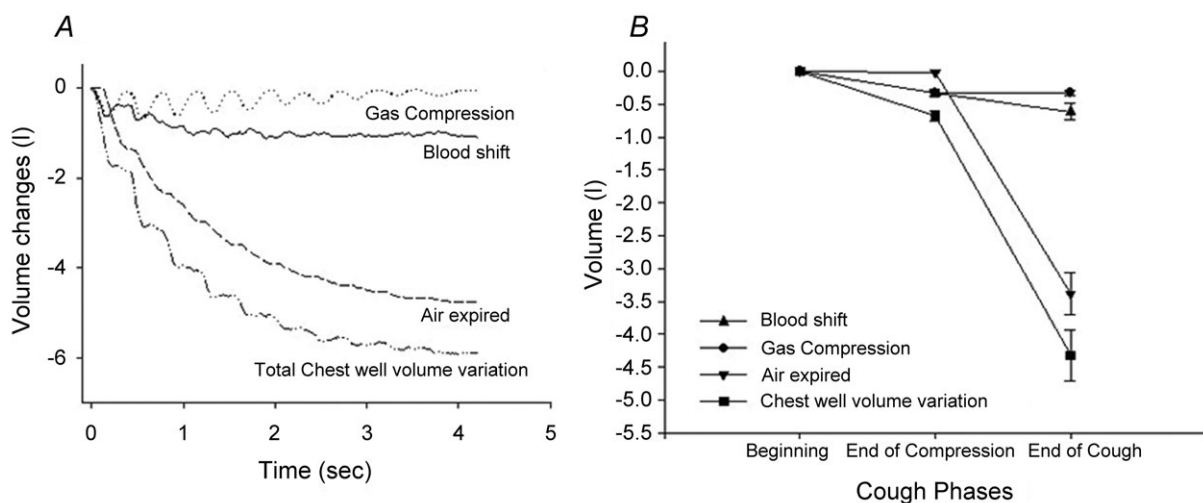 A
Volume changes (l)
0
-2
-4
-6
Gas Compression
Blood shift
Air expired
Total Chest well volume variation
0 1 2 3 4 5
Time (sec)
B
Volume (l)
0.0
-0.5
-1.0
-1.5
-2.0
-2.5
-3.0
-3.5
-4.0
-4.5
-5.0
-5.5
Blood shift
Gas Compression
Air expired
Chest well volume variation
Beginning End of Compression End of Cough
Cough Phases